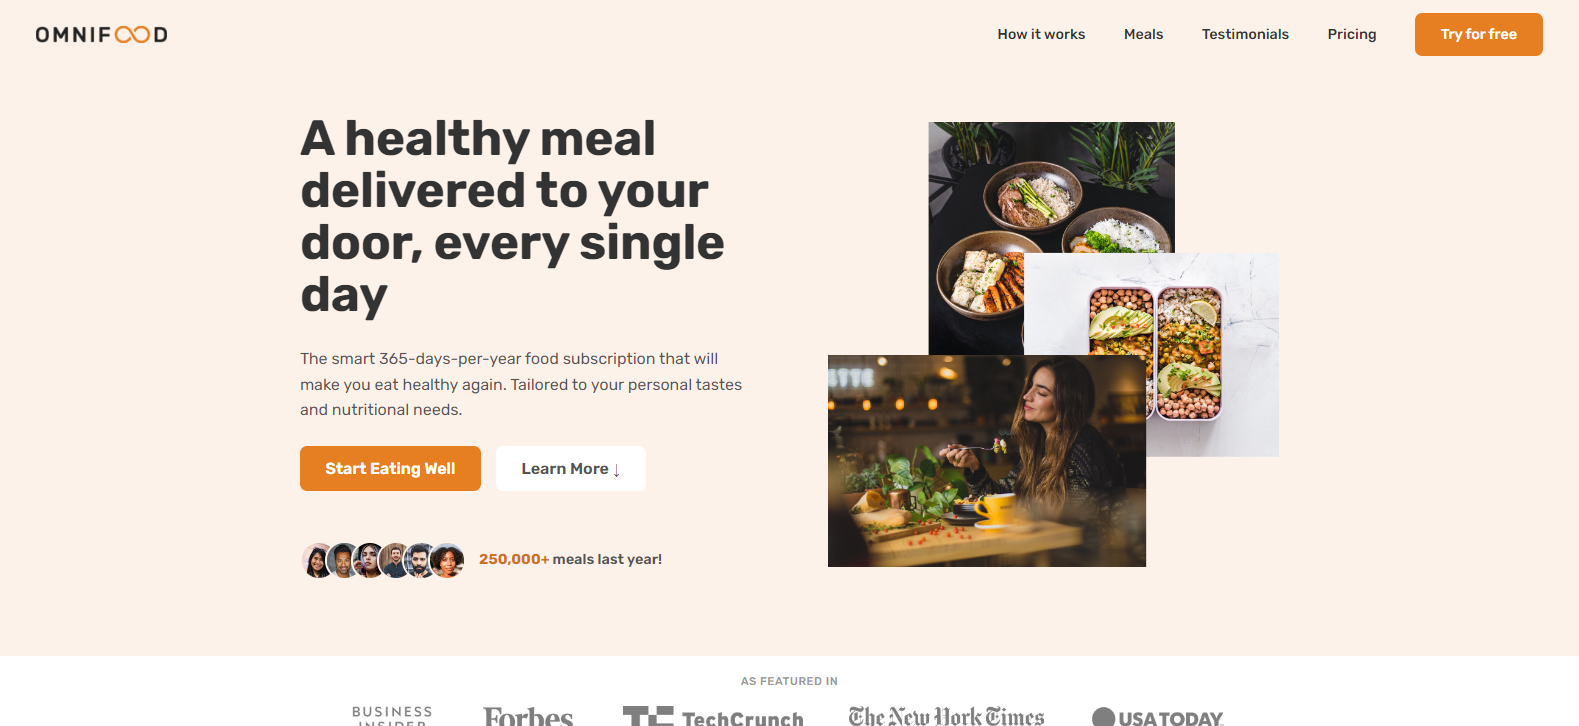 OMNIFOOD
How it works
Meals
Testimonials
Pricing
Try for free
A healthy meal
delivered to your
door, every single
day
The smart 365-days-per-year food subscription that will
make you eat healthy again. Tailored to your personal tastes
and nutritional needs.
Start Eating Well
Learn More ↓
250,000+ meals last year!
AS FEATURED IN
BUSINESS
INSIDER
Forbes
TechCrunch
The New York Times
USA TODAY